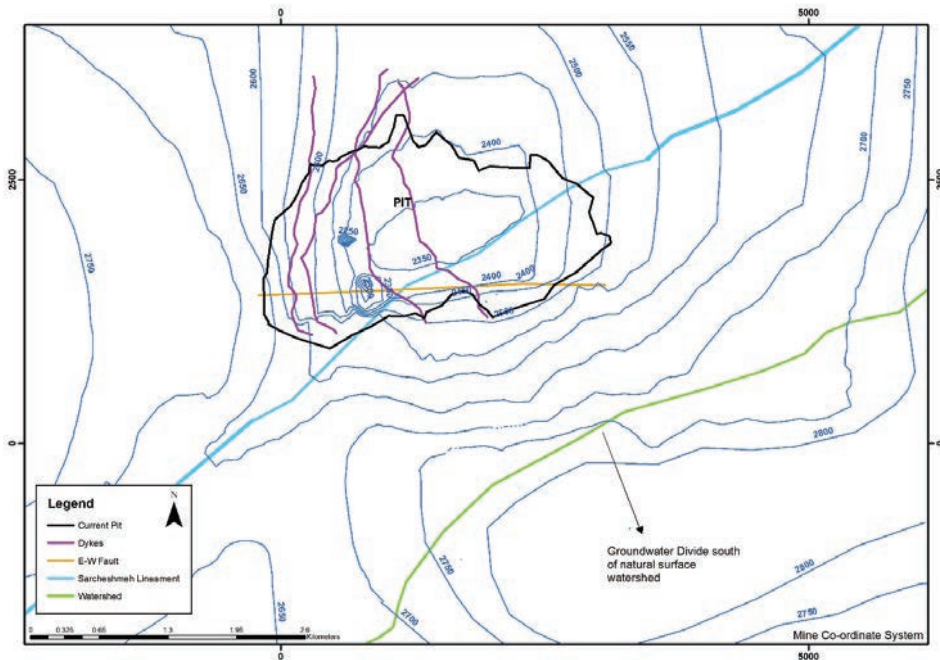 0
5000
2600
2550
2500
2750
2700
2650
2400
2500
2500
PIT
2750
2350
2400
2400
2800
Legend
N
Current Pit
Dykes
E-W Fault
Sarcheshmeh Lineament
Watershed
0
0
Groundwater Divide south
of natural surface
watershed
2750
2700
2650
2800
2750
0 0.325 0.65 1.3 1.95 2.6
Kilometers
Mine Co-ordinate System
0
5000